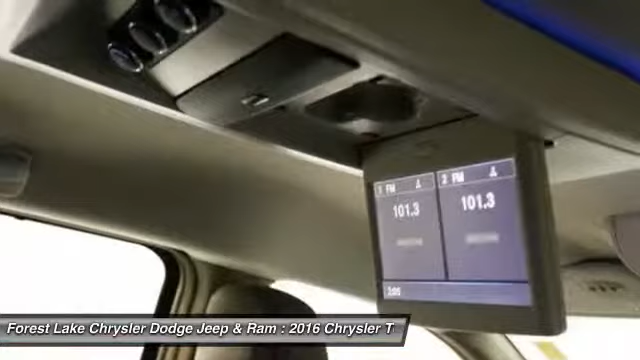 1 FM
2 FM
101.3
101.3
Forest Lake Chrysler Dodge Jeep & Ram : 2016 Chrysler T